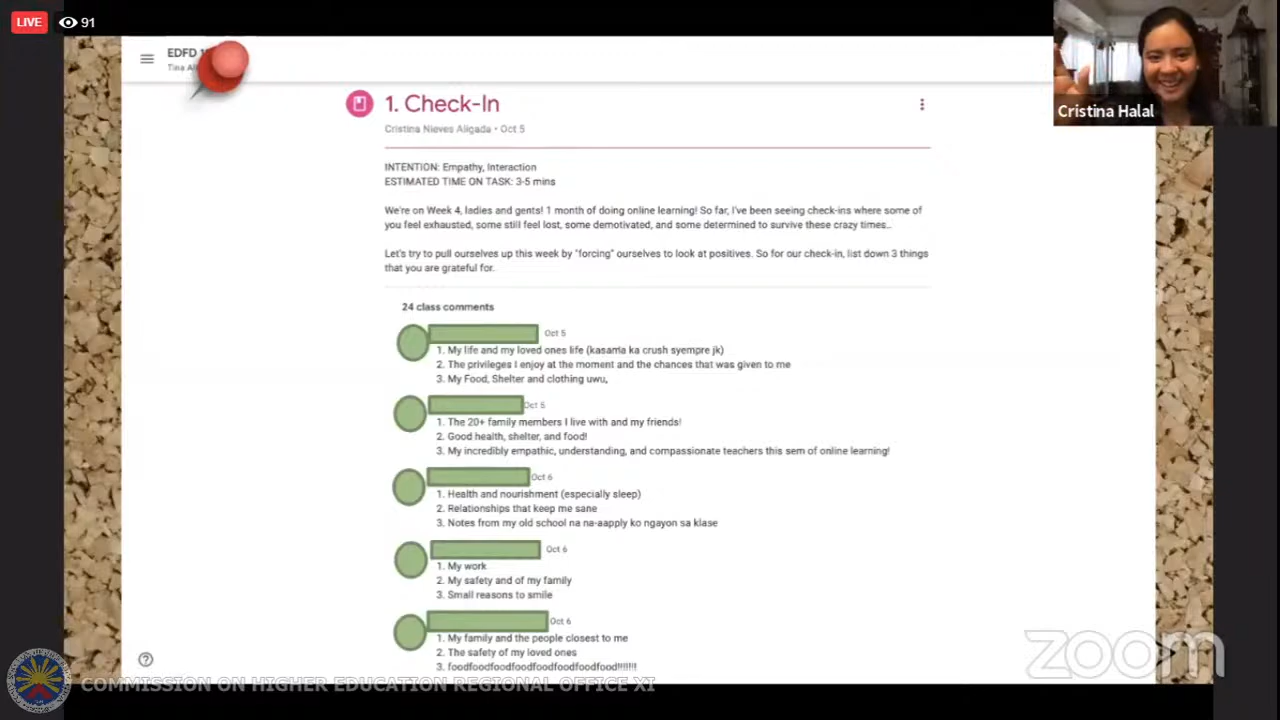 LIVE 91
EDFD 1
Tina Al
Cristina Halal
1. Check-In
Cristina Nieves Aligada • Oct 5
INTENTION: Empathy, Interaction
ESTIMATED TIME ON TASK: 3-5 mins
We're on Week 4, ladies and gents! 1 month of doing online learning! So far, I've been seeing check-ins where some of
you feel exhausted, some still feel lost, some demotivated, and some determined to survive these crazy times..
Let's try to pull ourselves up this week by "forcing" ourselves to look at positives. So for our check-in, list down 3 things
that you are grateful for.
24 class comments
Oct 5
1. My life and my loved ones life (kasama ka crush syempre jk)
2. The privileges I enjoy at the moment and the chances that was given to me
3. My Food, Shelter and clothing uwu,
Oct 5
1. The 20+ family members I live with and my friends!
2. Good health, shelter, and food!
3. My incredibly empathic, understanding, and compassionate teachers this sem of online learning!
Oct 6
1. Health and nourishment (especially sleep)
2. Relationships that keep me sane
3. Notes from my old school na na-aapply ko ngayon sa klase
Oct 6
1. My work
2. My safety and of my family
3. Small reasons to smile
Oct 6
1. My family and the people closest to me
2. The safety of my loved ones
3. foodfoodfoodfoodfoodfoodfoodfood!!!!!!!
zoom
COMMISSION ON HIGHER EDUCATION REGIONAL OFFICE XI